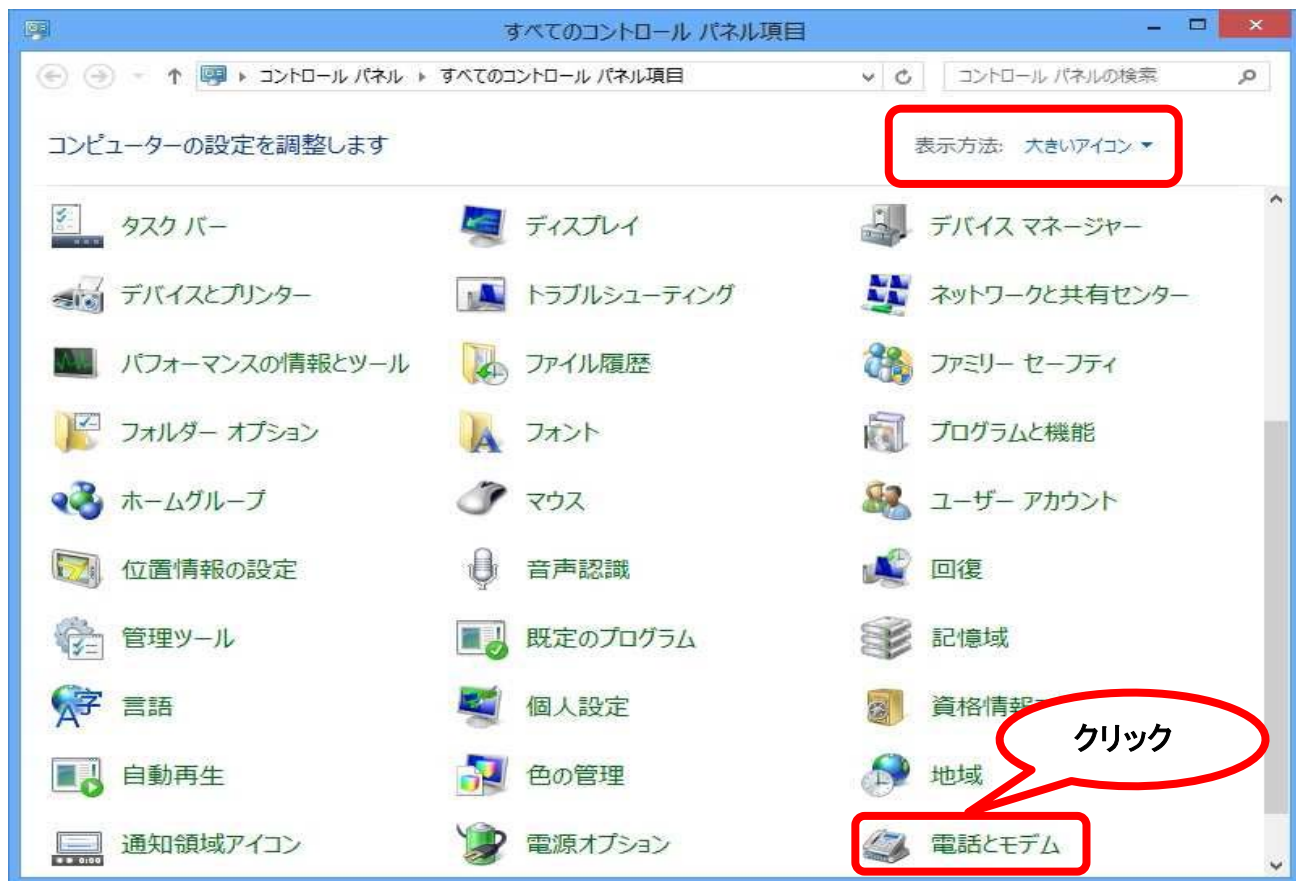 すべてのコントロール パネル項目
コントロール パネル ▸ すべてのコントロール パネル項目
コントロール パネルの検索
コンピューターの設定を調整します
表示方法: 大きいアイコン
タスク バー
ディスプレイ
デバイス マネージャー
デバイスとプリンター
トラブルシューティング
ネットワークと共有センター
パフォーマンスの情報とツール
ファイル履歴
ファミリー セーフティ
フォルダー オプション
フォント
プログラムと機能
ホームグループ
マウス
ユーザー アカウント
位置情報の設定
音声認識
回復
管理ツール
既定のプログラム
記憶域
言語
個人設定
資格情報
クリック
自動再生
色の管理
地域
通知領域アイコン
電源オプション
電話とモデム